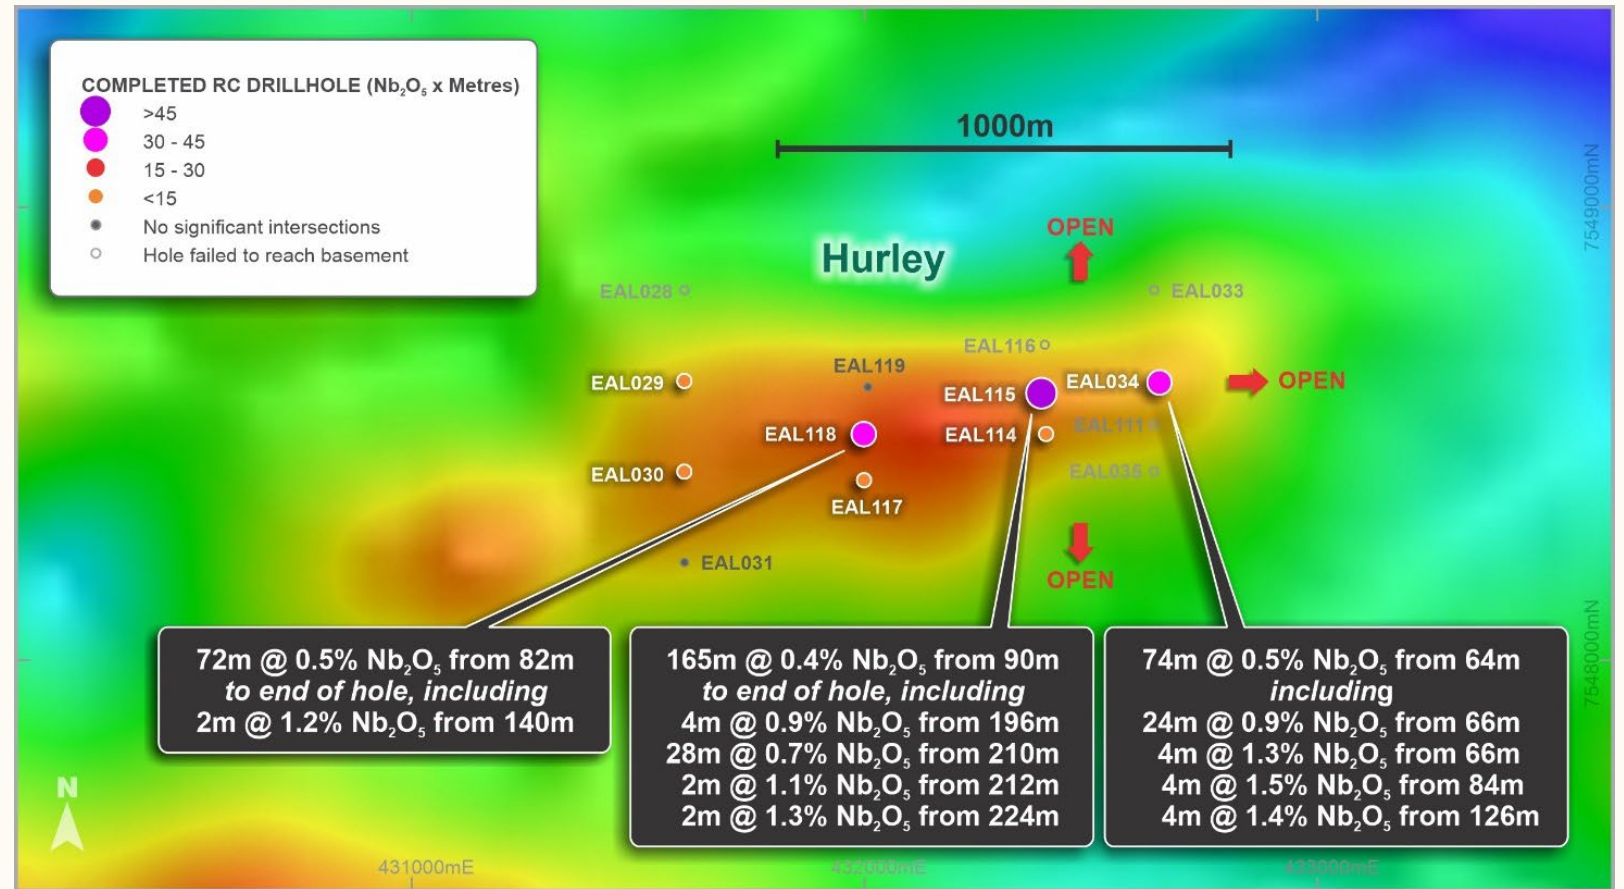 COMPLETED RC DRILLHOLE (Nb₂O₅ x Metres)
>45
30 - 45
15 - 30
<15
No significant intersections
Hole failed to reach basement
1000m
7549000mN
OPEN
Hurley
EAL028
EAL033
EAL116
EAL119
EAL029
EAL115
EAL034
OPEN
EAL118
EAL114
EAL111
EAL030
EAL035
EAL117
EAL031
OPEN
7548000mN
72m @ 0.5% Nb₂O₅ from 82m
to end of hole, including
2m @ 1.2% Nb₂O₅ from 140m
165m @ 0.4% Nb₂O₅ from 90m
to end of hole, including
4m @ 0.9% Nb₂O₅ from 196m
28m @ 0.7% Nb₂O₅ from 210m
2m @ 1.1% Nb₂O₅ from 212m
2m @ 1.3% Nb₂O₅ from 224m
74m @ 0.5% Nb₂O₅ from 64m
including
24m @ 0.9% Nb₂O₅ from 66m
4m @ 1.3% Nb₂O₅ from 66m
4m @ 1.5% Nb₂O₅ from 84m
4m @ 1.4% Nb₂O₅ from 126m
N
431000mE
432000mE
433000mE